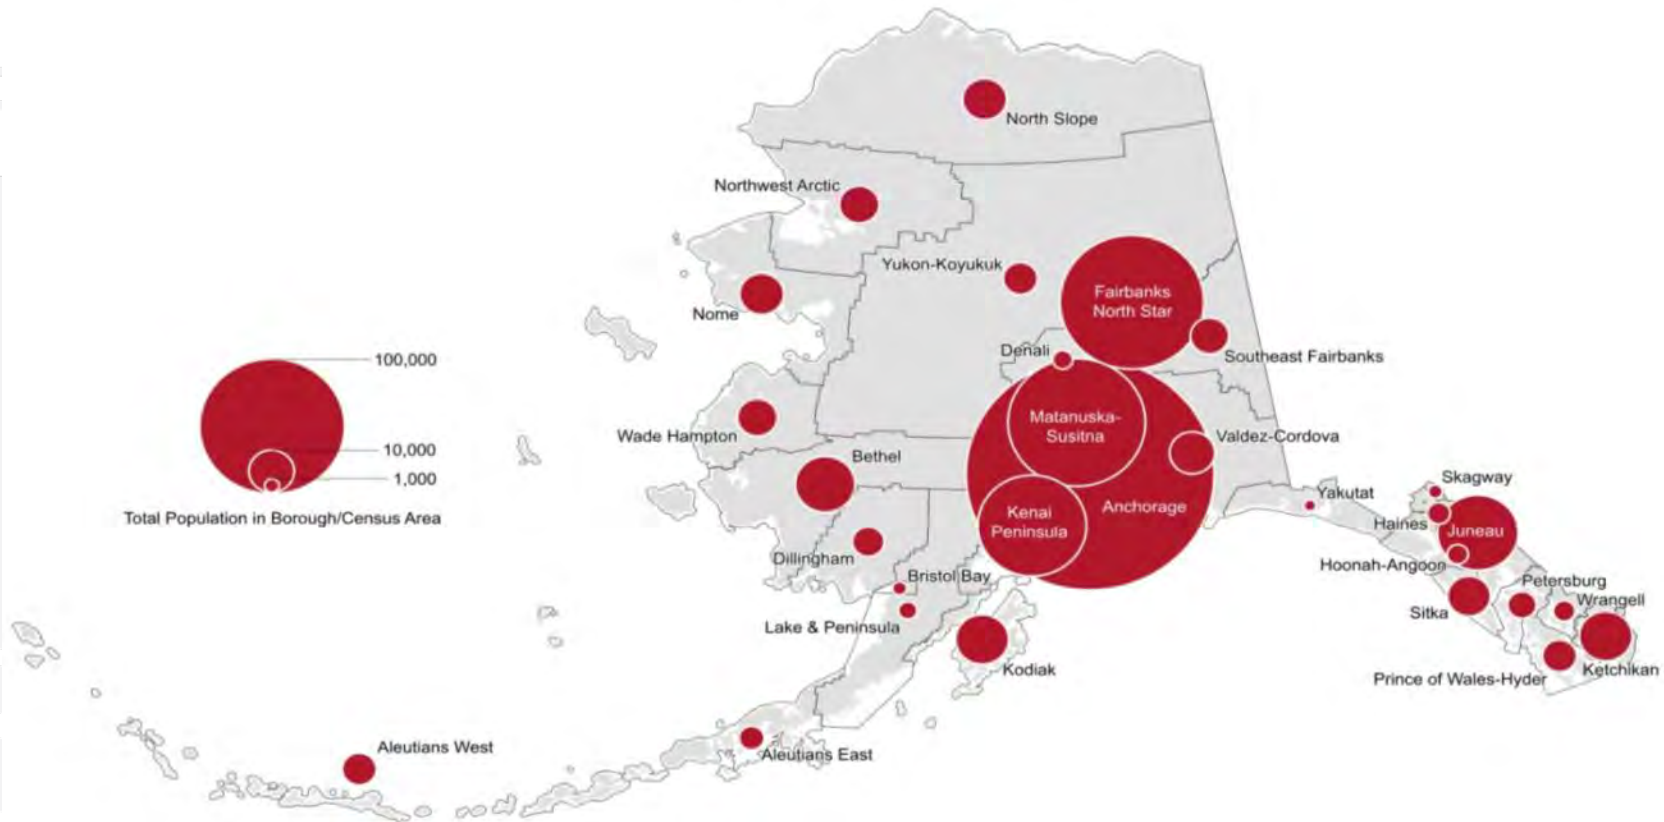 North Slope
Northwest Arctic
Yukon-Koyukuk
Fairbanks
North Star
Nome
Denali
Southeast Fairbanks
100,000
10,000
1,000
Total Population in Borough/Census Area
Wade Hampton
Matanuska-
Susitna
Valdez-Cordova
Bethel
Anchorage
Kenai
Peninsula
Yakutat
Skagway
Haines
Juneau
Dillingham
Hoonah-Angoon
Bristol Bay
Petersburg
Wrangell
Sitka
Lake & Peninsula
Kodiak
Ketchikan
Prince of Wales-Hyder
Aleutians West
Aleutians East